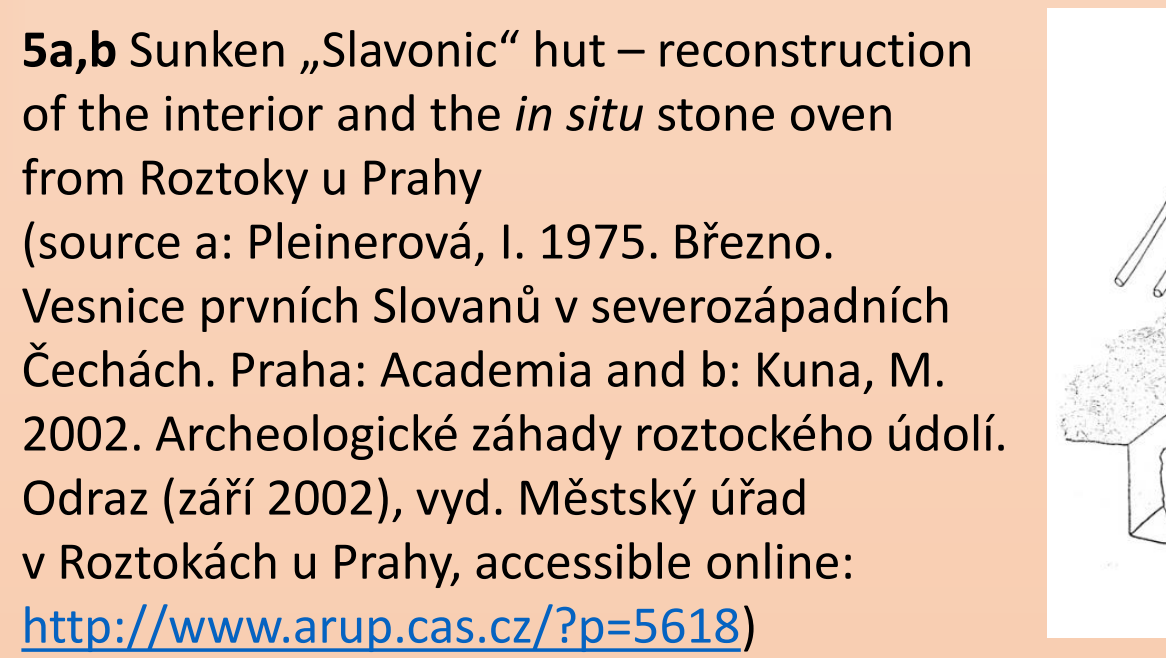 5a,b Sunken „Slavonic“ hut – reconstruction
of the interior and the in situ stone oven
from Roztoky u Prahy
(source a: Pleinerová, I. 1975. Březno.
Vesnice prvních Slovanů v severozápadních
Čechách. Praha: Academia and b: Kuna, M.
2002. Archeologické záhady roztockého údolí.
Odraz (září 2002), vyd. Městský úřad
v Roztokách u Prahy, accessible online:
http://www.arup.cas.cz/?p=5618)